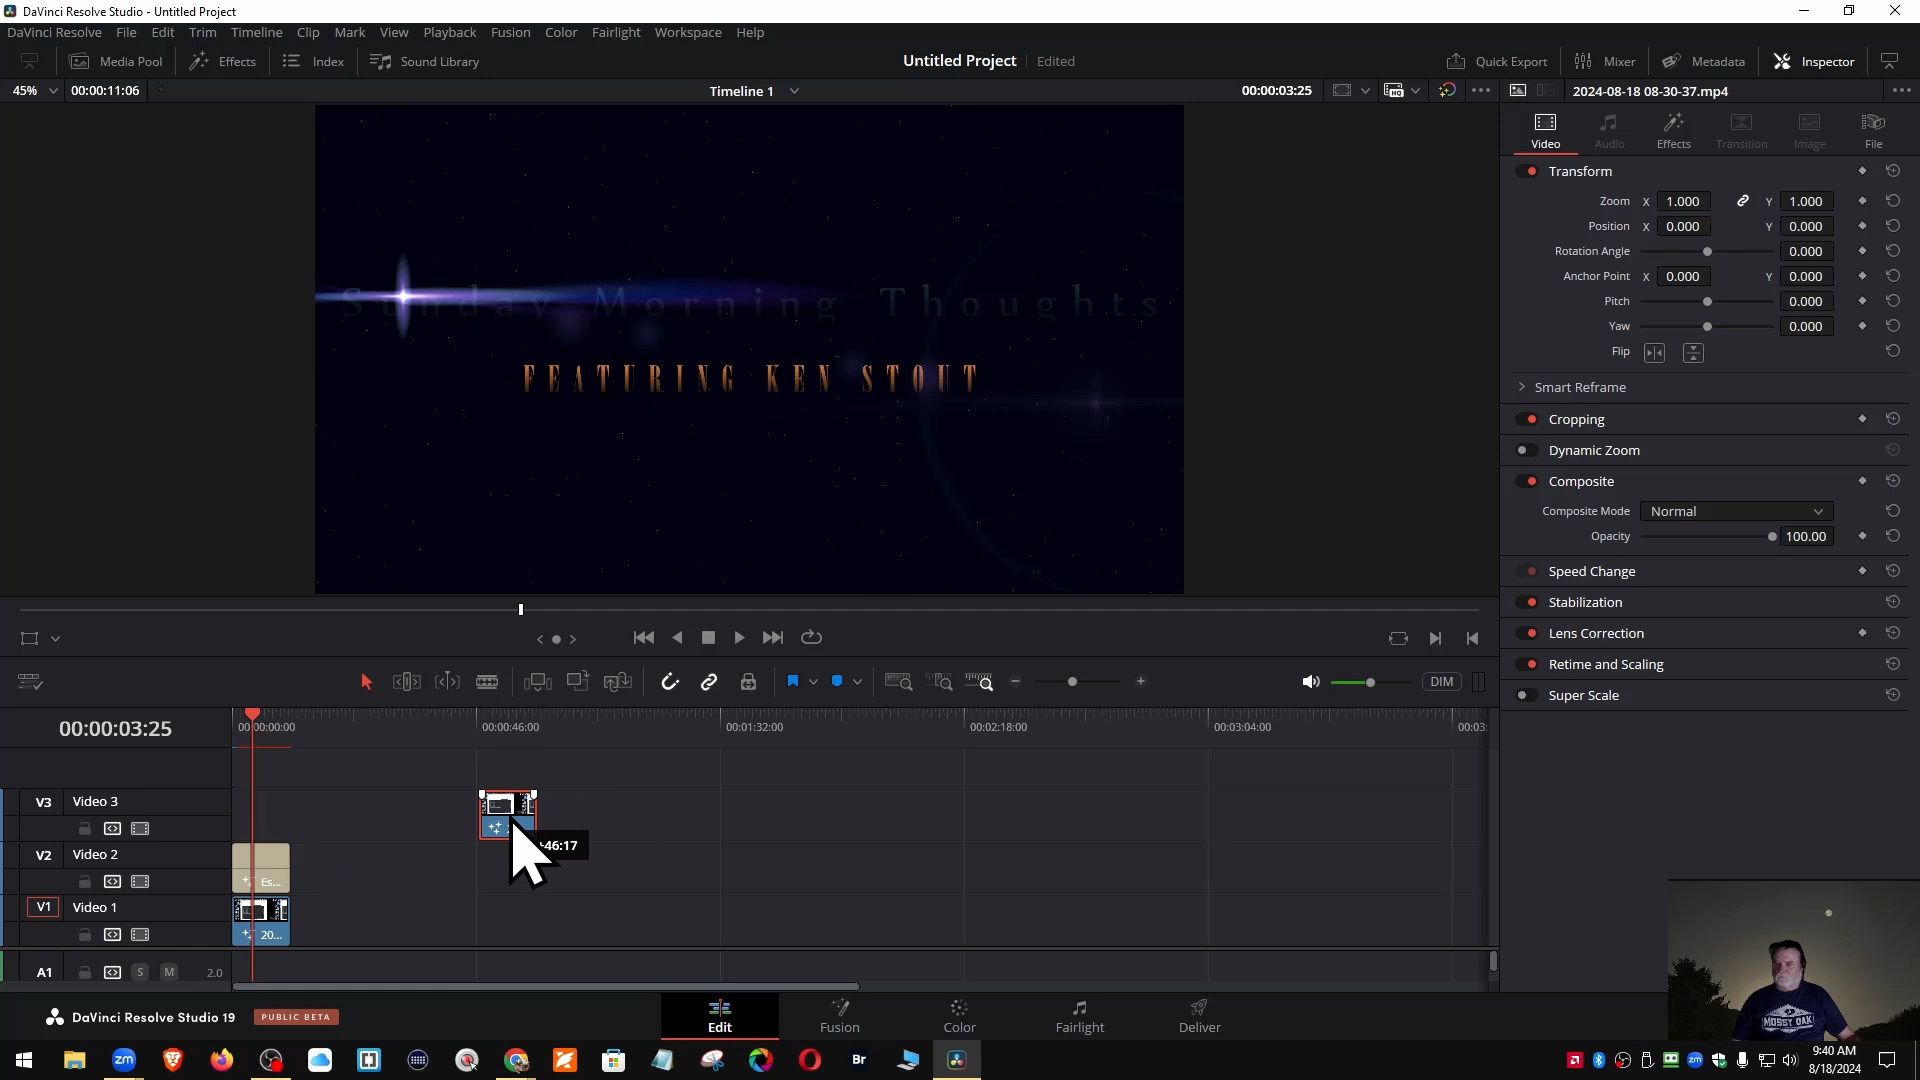 DaVinci Resolve Studio - Untitled Project
DaVinci Resolve File Edit Trim Timeline Clip Mark View Playback Fusion Color Fairlight Workspace Help
Media Pool Effects Index Sound Library Untitled Project Edited Quick Export Mixer Metadata Inspector
45% 00:00:11:06 Timeline 1 00:00:03:25 2024-08-18 08-30-37.mp4
Video Audio Effects Transition Image File
Transform
Zoom X 1.000 Y 1.000
Position X 0.000 Y 0.000
Rotation Angle 0.000
Anchor Point X 0.000 Y 0.000
Pitch 0.000
Yaw 0.000
Flip
Smart Reframe
Cropping
Dynamic Zoom
Composite
Composite Mode Normal
Opacity 100.00
Speed Change
Stabilization
Lens Correction
Retime and Scaling
Super Scale
Sunday Morning Thoughts
FEATURING KEN STOUT
DIM
00:00:03:25 00:00:00:00 00:00:46:00 00:01:32:00 00:02:18:00 00:03:04:00 00:03:
V3 Video 3
46:17
V2 Video 2
Es...
V1 Video 1
20...
A1 S M 2.0
DaVinci Resolve Studio 19 PUBLIC BETA
Edit Fusion Color Fairlight Deliver
MOSSY OAK
zm Br zm
9:40 AM
8/18/2024